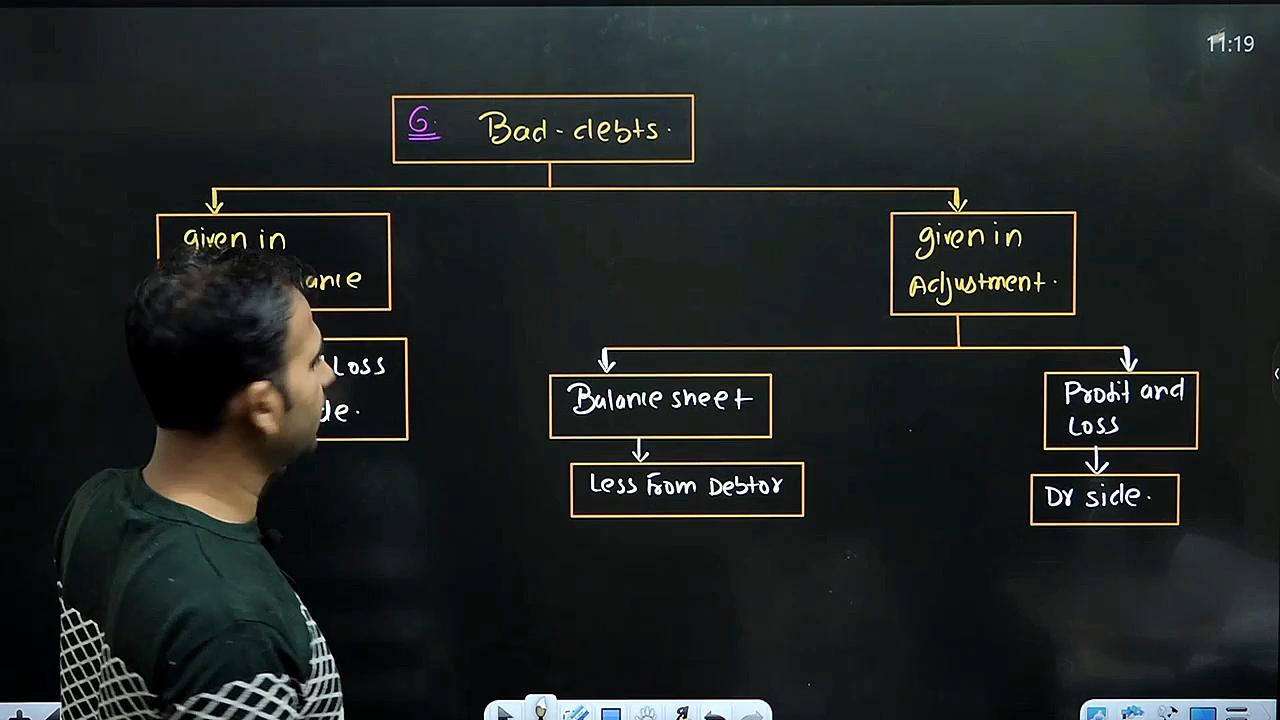 11:19
6. Bad-debts.
given in
given in
Adjustment.
Loss
Balance sheet
Profit and
Loss
Less From Debtor
Dr side.